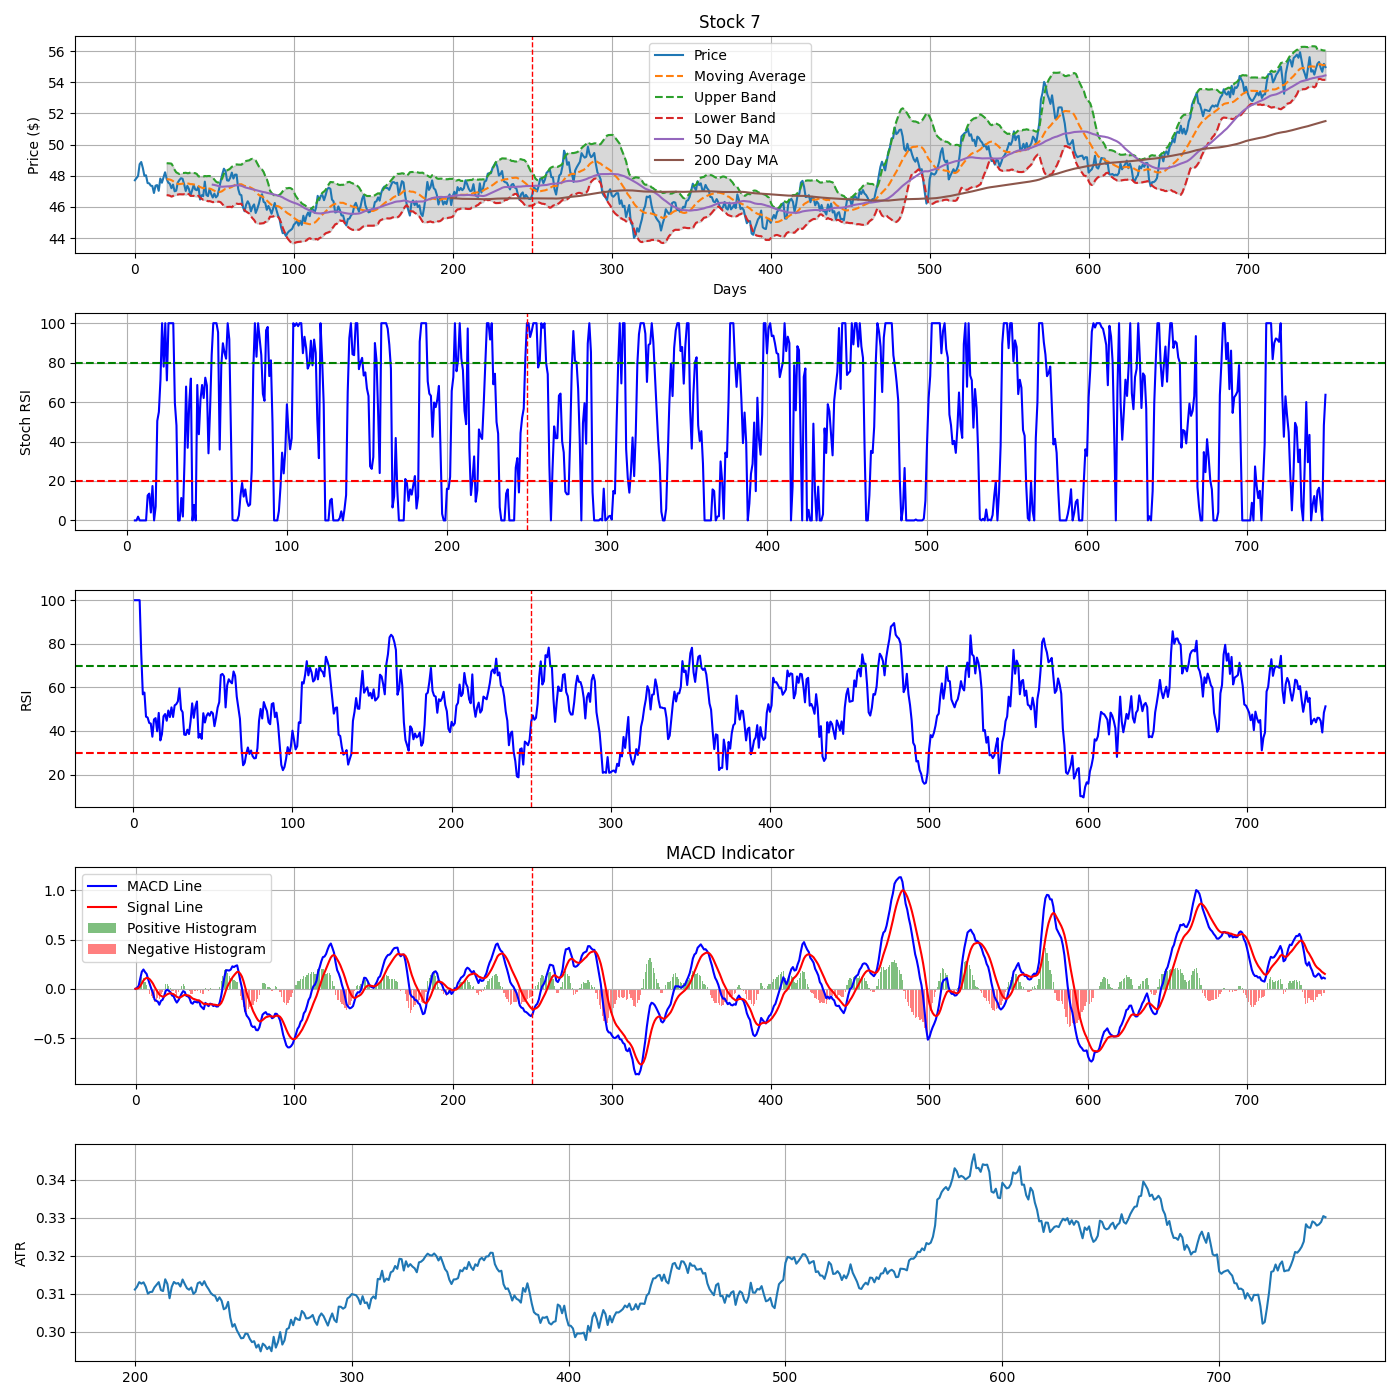 Stock 7
Price
Moving Average
Upper Band
Lower Band
50 Day MA
200 Day MA
Price ($)
56
54
52
50
48
46
44
0 100 200 300 400 500 600 700
Days
Stoch RSI
100
80
60
40
20
0
0 100 200 300 400 500 600 700
RSI
100
80
60
40
20
0 100 200 300 400 500 600 700
MACD Indicator
MACD Line
Signal Line
Positive Histogram
Negative Histogram
1.0
0.5
0.0
−0.5
0 100 200 300 400 500 600 700
ATR
0.34
0.33
0.32
0.31
0.30
200 300 400 500 600 700